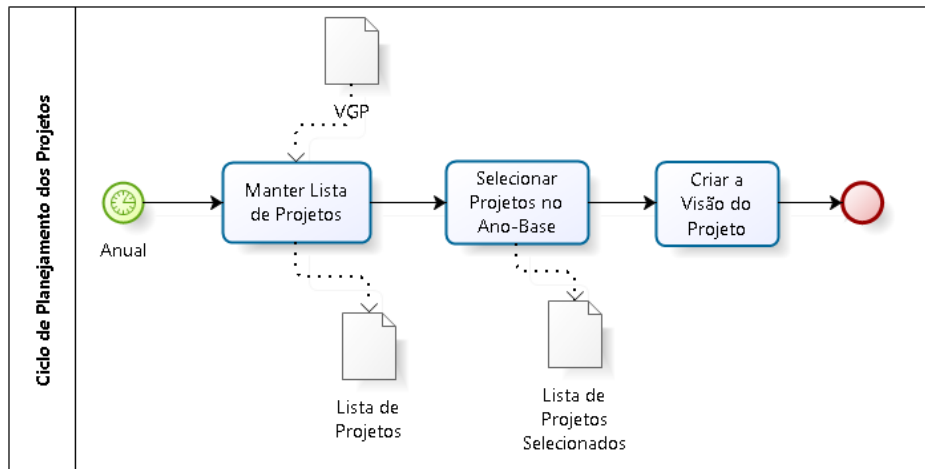 Ciclo de Planejamento dos Projetos
VGP
Anual
Manter Lista
de Projetos
Selecionar
Projetos no
Ano-Base
Criar a
Visão do
Projeto
Lista de
Projetos
Lista de
Projetos
Selecionados